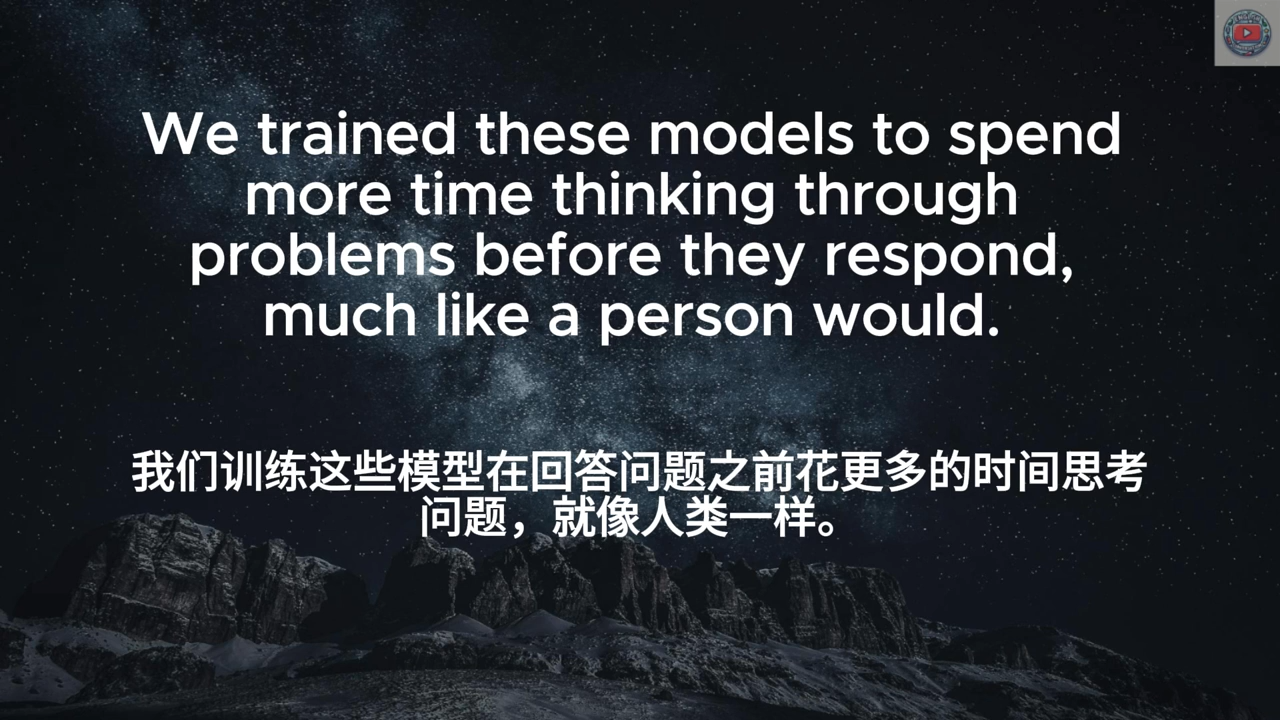 We trained these models to spend
more time thinking through
problems before they respond,
much like a person would.
我们训练这些模型在回答问题之前花更多的时间思考
问题，就像人类一样。